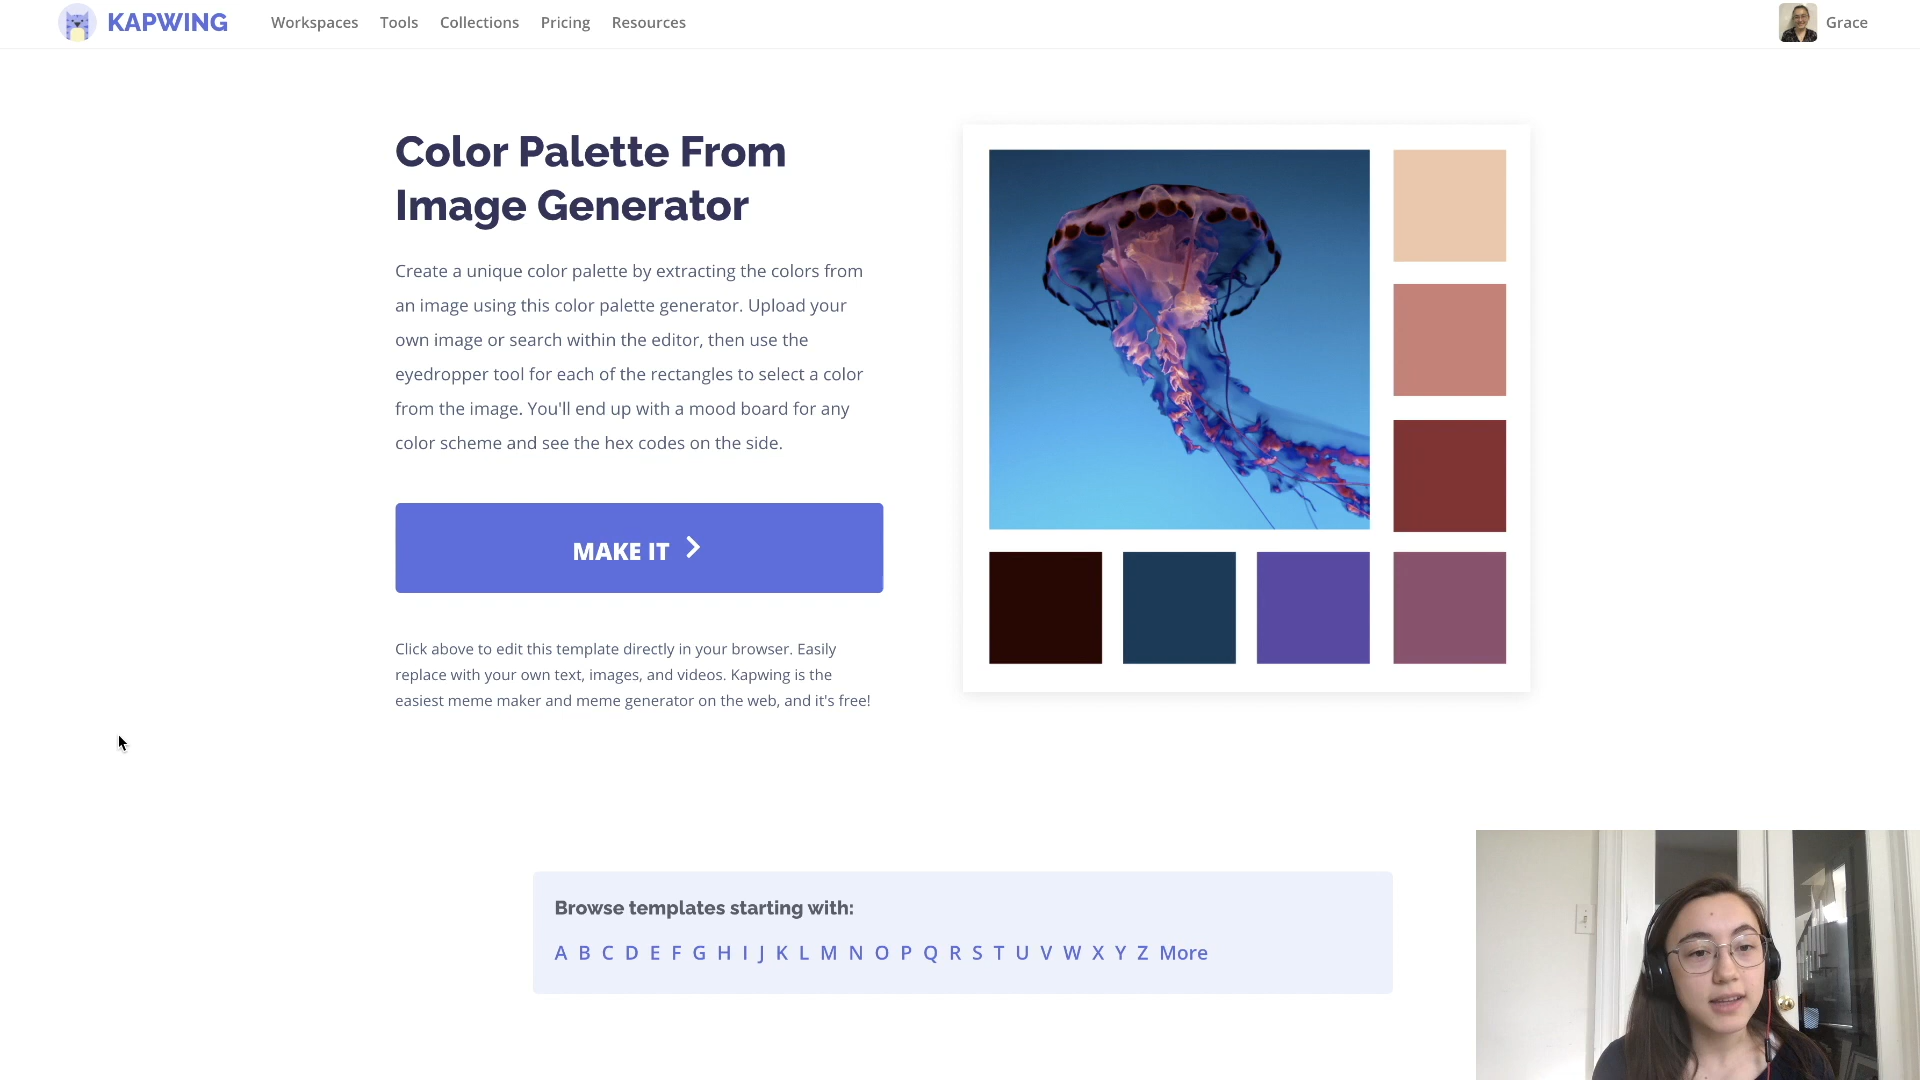 KAPWING
Workspaces Tools Collections Pricing Resources
Grace
Color Palette From
Image Generator
Create a unique color palette by extracting the colors from
an image using this color palette generator. Upload your
own image or search within the editor, then use the
eyedropper tool for each of the rectangles to select a color
from the image. You'll end up with a mood board for any
color scheme and see the hex codes on the side.
MAKE IT
Click above to edit this template directly in your browser. Easily
replace with your own text, images, and videos. Kapwing is the
easiest meme maker and meme generator on the web, and it's free!
Browse templates starting with:
A B C D E F G H I J K L M N O P Q R S T U V W X Y Z More